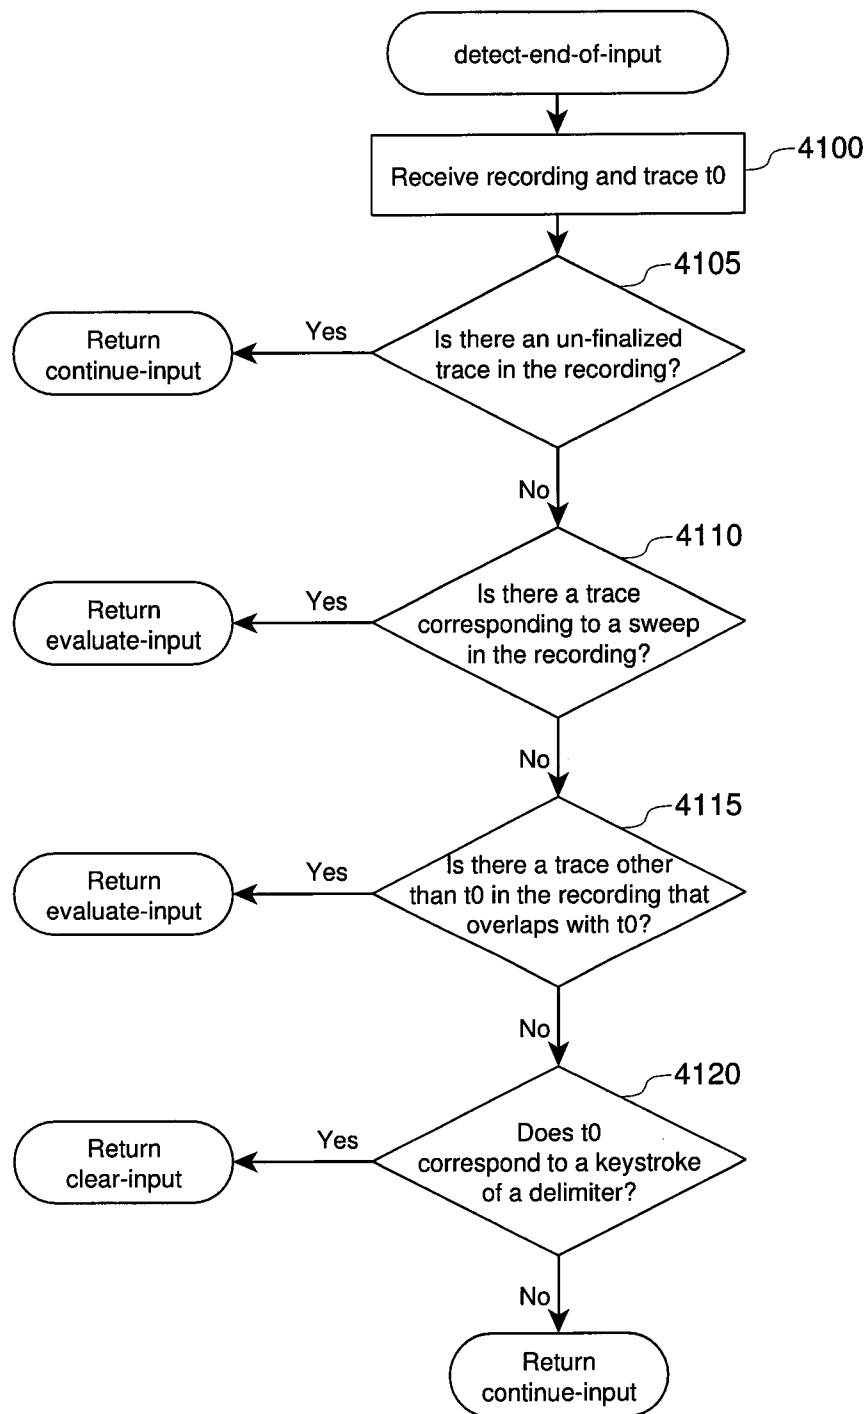 detect-end-of-input
4100
Receive recording and trace t0
4105
Is there an un-finalized
trace in the recording?
Yes
Return
continue-input
No
4110
Is there a trace
corresponding to a sweep
in the recording?
Yes
Return
evaluate-input
No
4115
Is there a trace other
than t0 in the recording that
overlaps with t0?
Yes
Return
evaluate-input
No
4120
Does t0
correspond to a keystroke
of a delimiter?
Yes
Return
clear-input
No
Return
continue-input